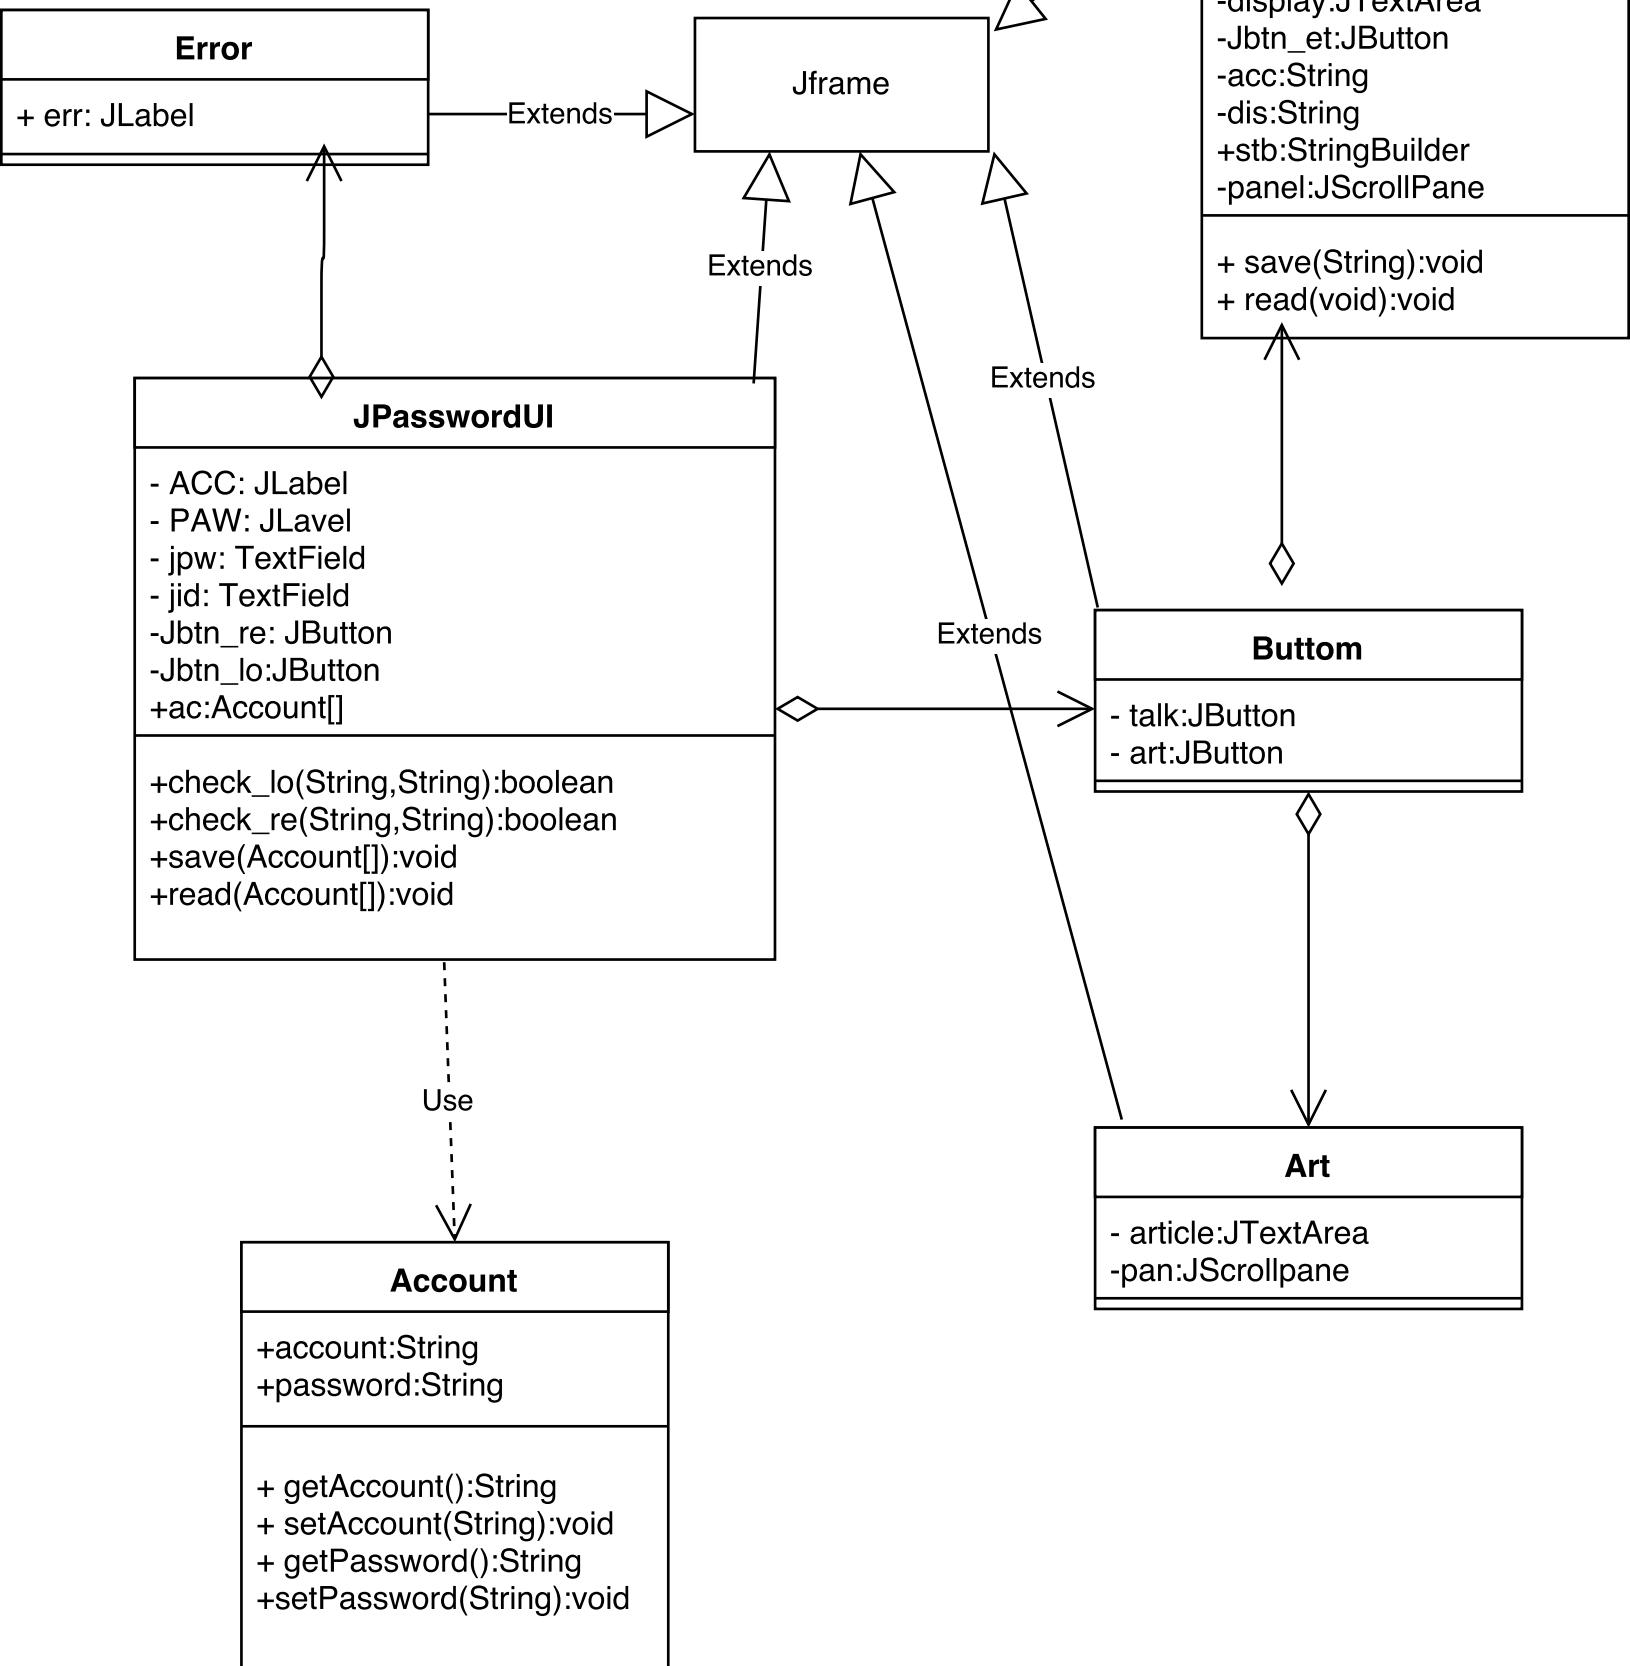 Error
+ err: JLabel
Extends
Jframe
-display:JTextArea
-Jbtn_et:JButton
-acc:String
-dis:String
+stb:StringBuilder
-panel:JScrollPane
+ save(String):void
+ read(void):void
Extends
Extends
JPasswordUI
- ACC: JLabel
- PAW: JLavel
- jpw: TextField
- jid: TextField
-Jbtn_re: JButton
-Jbtn_lo:JButton
+ac:Account[]
+check_lo(String,String):boolean
+check_re(String,String):boolean
+save(Account[]):void
+read(Account[]):void
Extends
Buttom
- talk:JButton
- art:JButton
Use
Art
- article:JTextArea
-pan:JScrollpane
Account
+account:String
+password:String
+ getAccount():String
+ setAccount(String):void
+ getPassword():String
+setPassword(String):void